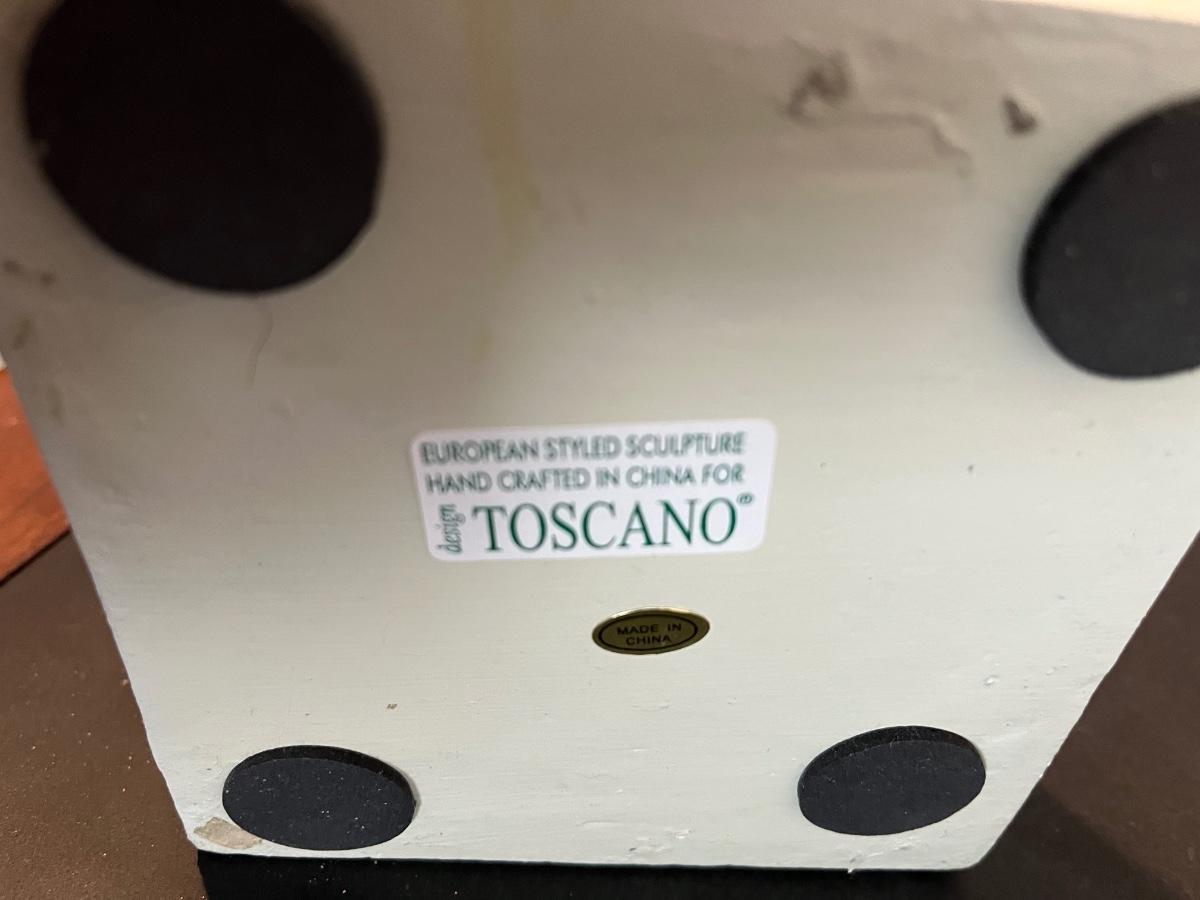 EUROPEAN STYLED SCULPTURE
HAND CRAFTED IN CHINA FOR
design TOSCANO®
MADE IN
CHINA